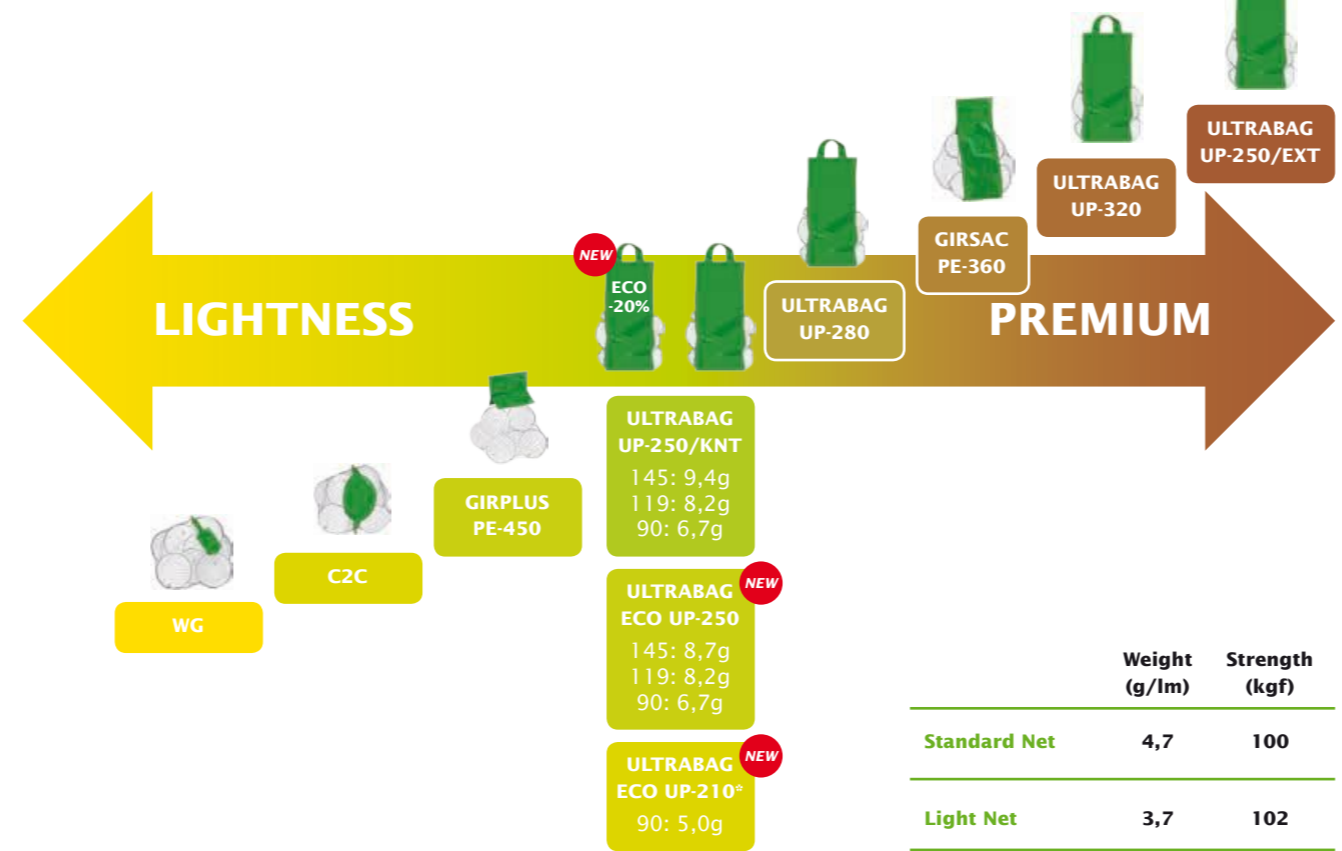 ULTRABAG
UP-250/EXT
ULTRABAG
UP-320
GIRSAC
PE-360
NEW
ECO
-20%
ULTRABAG
UP-280
LIGHTNESS
PREMIUM
ULTRABAG
UP-250/KNT
145: 9,4g
119: 8,2g
90: 6,7g
GIRPLUS
PE-450
C2C
WG
NEW
ULTRABAG
ECO UP-250
145: 8,7g
119: 8,2g
90: 6,7g
NEW
ULTRABAG
ECO UP-210*
90: 5,0g
Weight Strength
(g/lm) (kgf)
Standard Net 4,7 100
Light Net 3,7 102